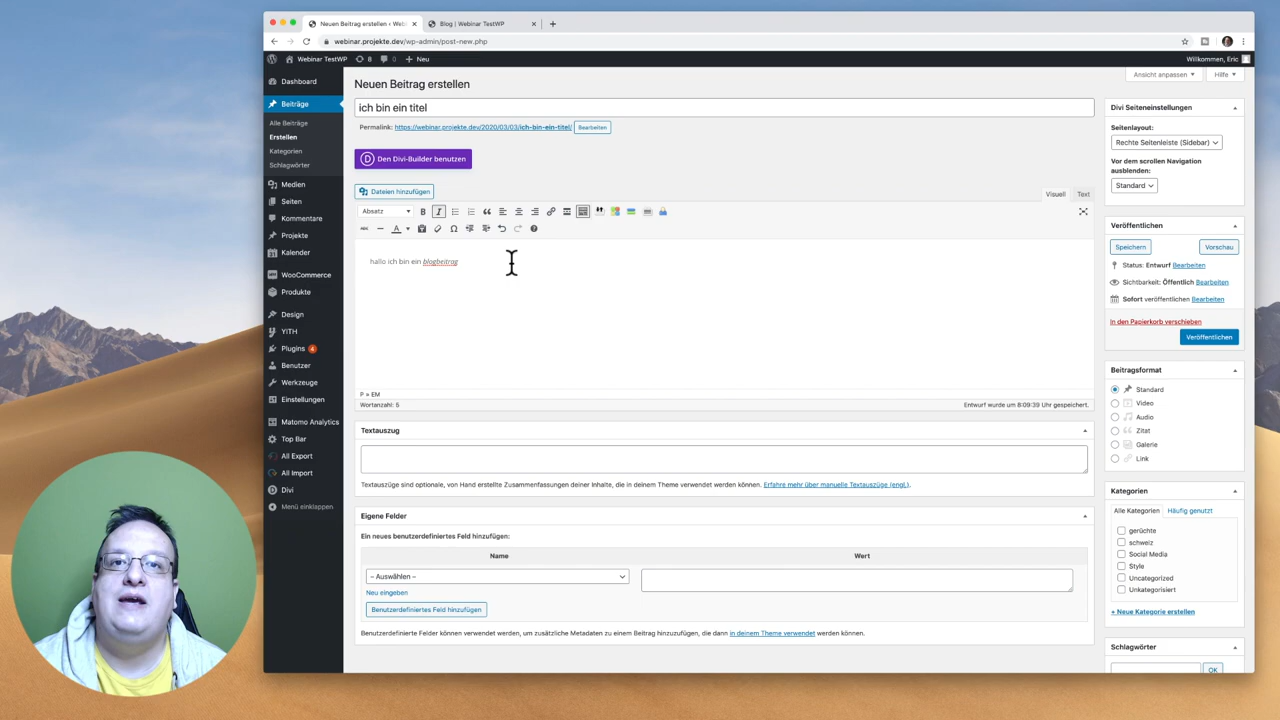 Neuen Beitrag erstellen ‹ Web
Blog | Webinar TestWP
webinar.projekte.dev/wp-admin/post-new.php
Webinar TestWP
8
0
Neu
Willkommen, Eric
Dashboard
Beiträge
Alle Beiträge
Erstellen
Kategorien
Schlagwörter
Medien
Seiten
Kommentare
Projekte
Kalender
WooCommerce
Produkte
Design
YITH
Plugins 4
Benutzer
Werkzeuge
Einstellungen
Matomo Analytics
Top Bar
All Export
All Import
Divi
Menü einklappen
Neuen Beitrag erstellen
Ansicht anpassen
Hilfe
ich bin ein titel
Permalink: https://webinar.projekte.dev/2020/03/03/ich-bin-ein-titel/ Bearbeiten
D Den Divi-Builder benutzen
Dateien hinzufügen
Visuell
Text
Absatz
B I
ABC
A
hallo ich bin ein blogbeitrag
P » EM
Wortanzahl: 5
Entwurf wurde um 8:09:39 Uhr gespeichert.
Textauszug
Textauszüge sind optionale, von Hand erstellte Zusammenfassungen deiner Inhalte, die in deinem Theme verwendet werden können. Erfahre mehr über manuelle Textauszüge (engl.).
Eigene Felder
Ein neues benutzerdefiniertes Feld hinzufügen:
Name
Wert
– Auswählen –
Neu eingeben
Benutzerdefiniertes Feld hinzufügen
Benutzerdefinierte Felder können verwendet werden, um zusätzliche Metadaten zu einem Beitrag hinzuzufügen, die dann in deinem Theme verwendet werden können.
Divi Seiteneinstellungen
Seitenlayout:
Rechte Seitenleiste (Sidebar)
Vor dem scrollen Navigation
ausblenden:
Standard
Veröffentlichen
Speichern
Vorschau
Status: Entwurf Bearbeiten
Sichtbarkeit: Öffentlich Bearbeiten
Sofort veröffentlichen Bearbeiten
In den Papierkorb verschieben
Veröffentlichen
Beitragsformat
Standard
Video
Audio
Zitat
Galerie
Link
Kategorien
Alle Kategorien
Häufig genutzt
gerüchte
schweiz
Social Media
Style
Uncategorized
Unkategorisiert
+ Neue Kategorie erstellen
Schlagwörter
OK